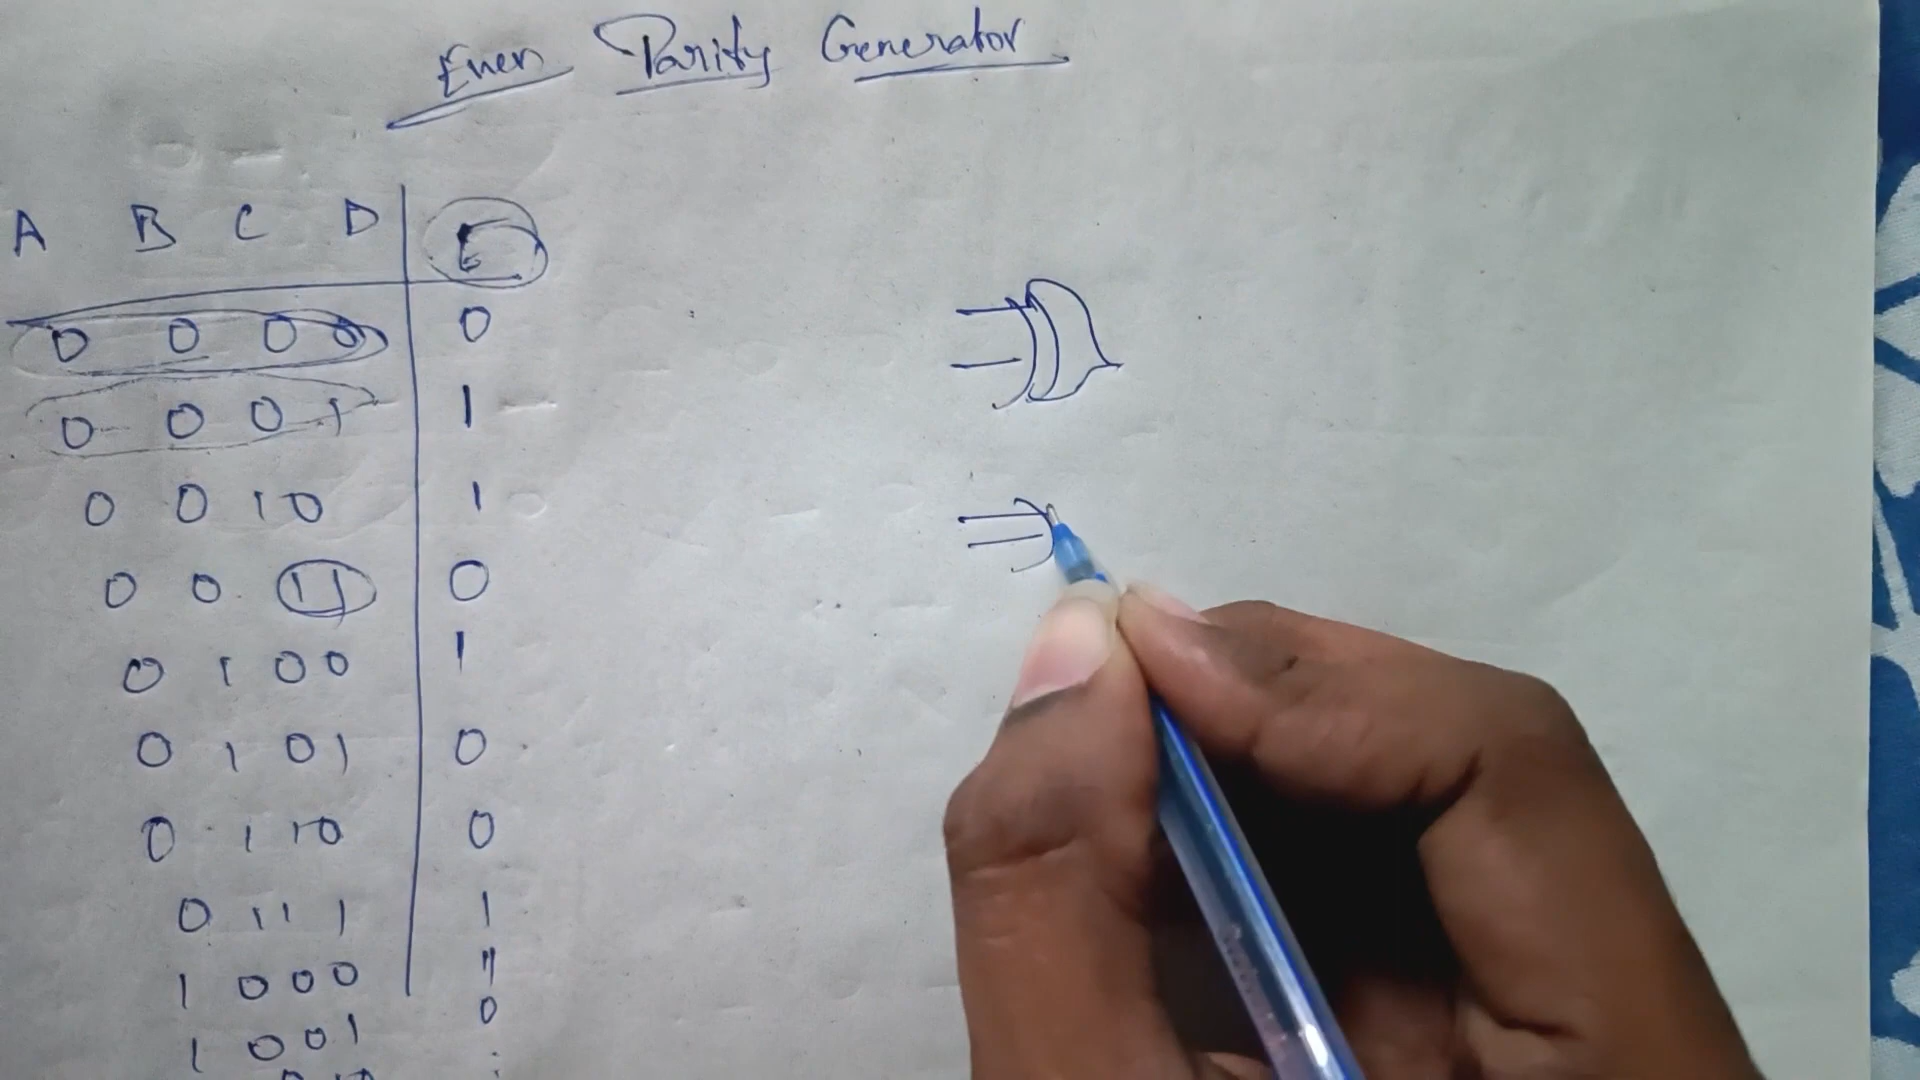 Even Parity Generator
A B C D E
0 0 0 0 0
0 0 0 1 1
0 0 1 0 1
0 0 1 1 0
0 1 0 0 1
0 1 0 1 0
0 1 1 0 0
0 1 1 1 1
1 0 0 0 1
1 0 0 1 0